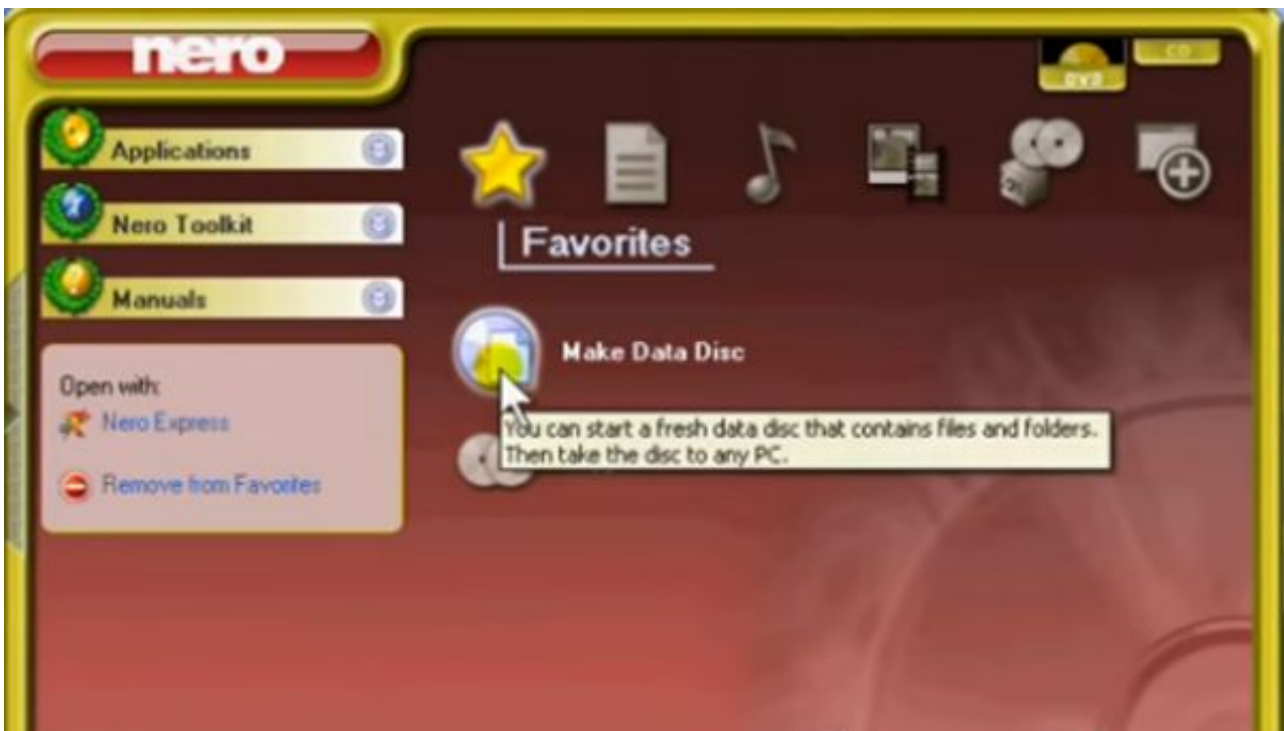 nero
DVD
CD
Applications
Nero Toolkit
Manuals
Favorites
Make Data Disc
Open with:
Nero Express
Remove from Favorites
You can start a fresh data disc that contains files and folders.
Then take the disc to any PC.